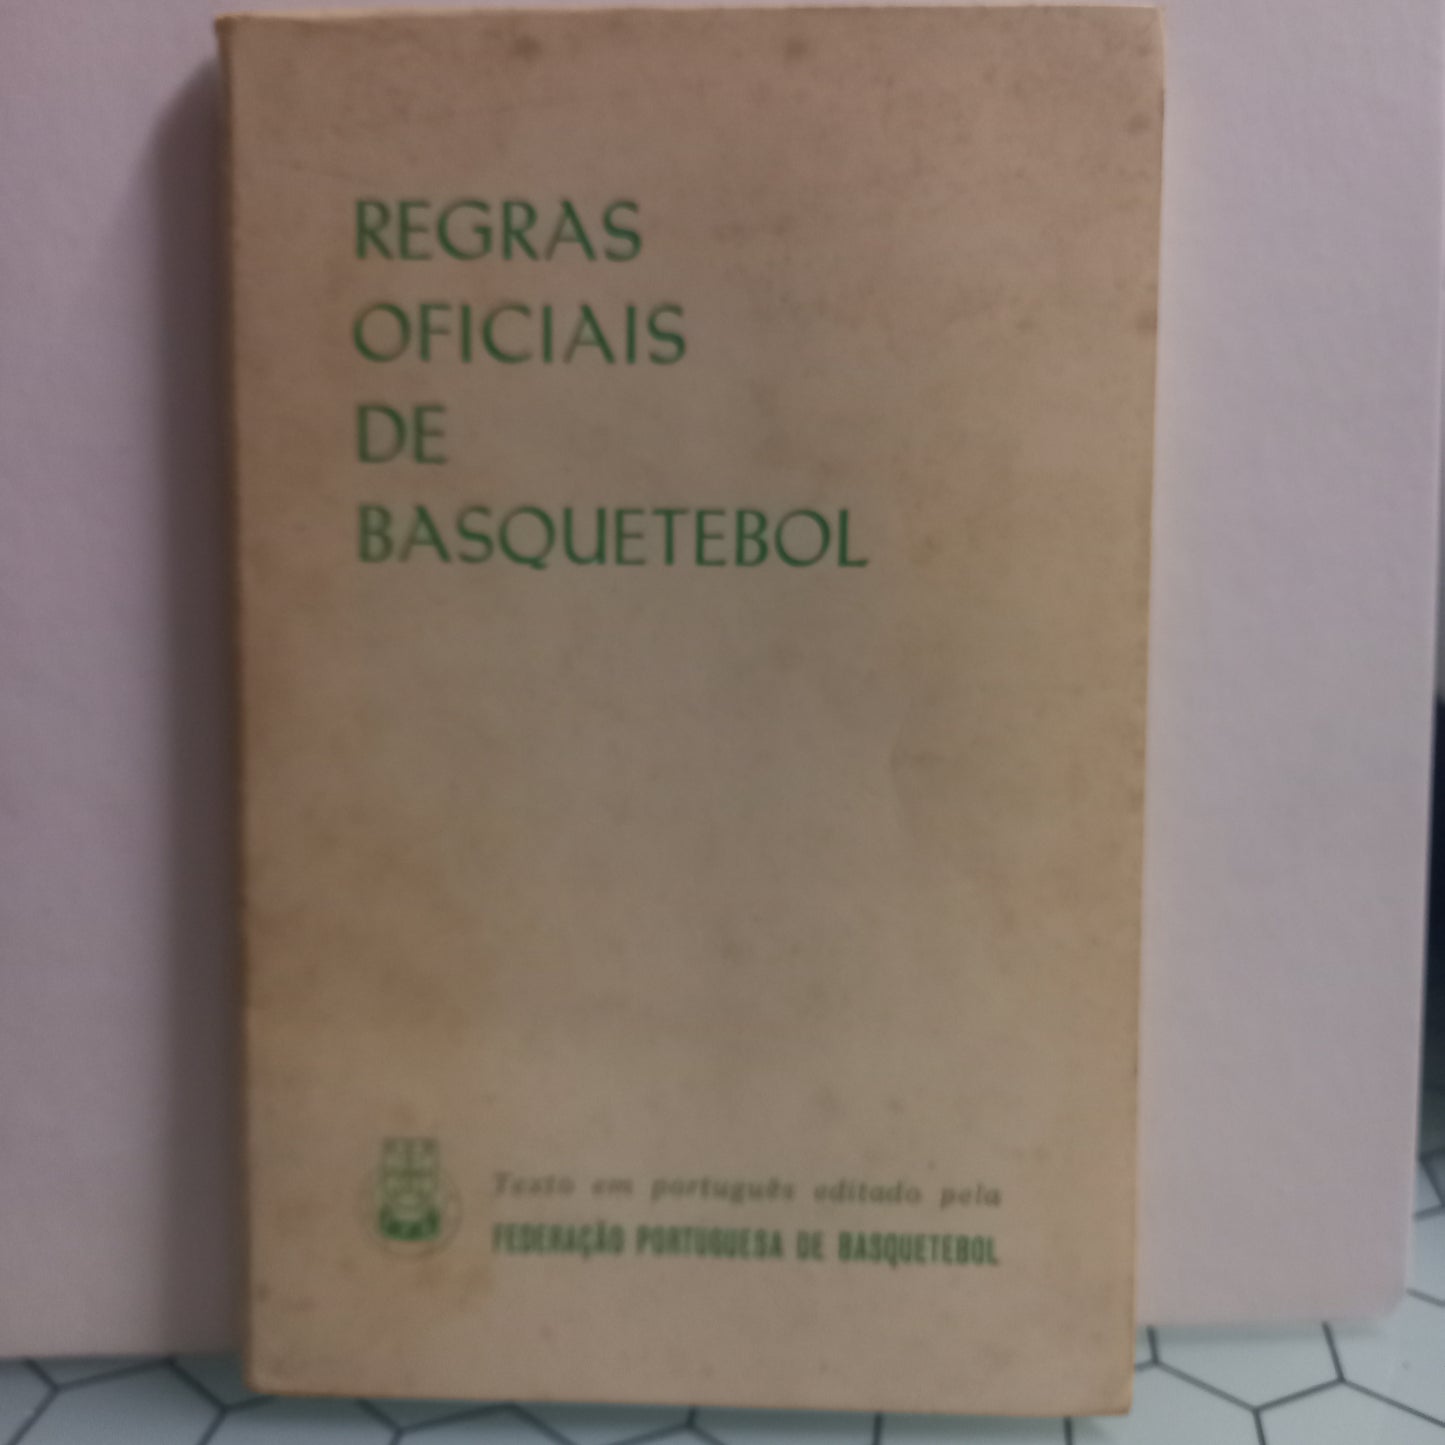 REGRAS
OFICIAIS
DE
BASQUETEBOL
Texto em português editado pela
FEDERAÇÃO PORTUGUESA DE BASQUETEBOL